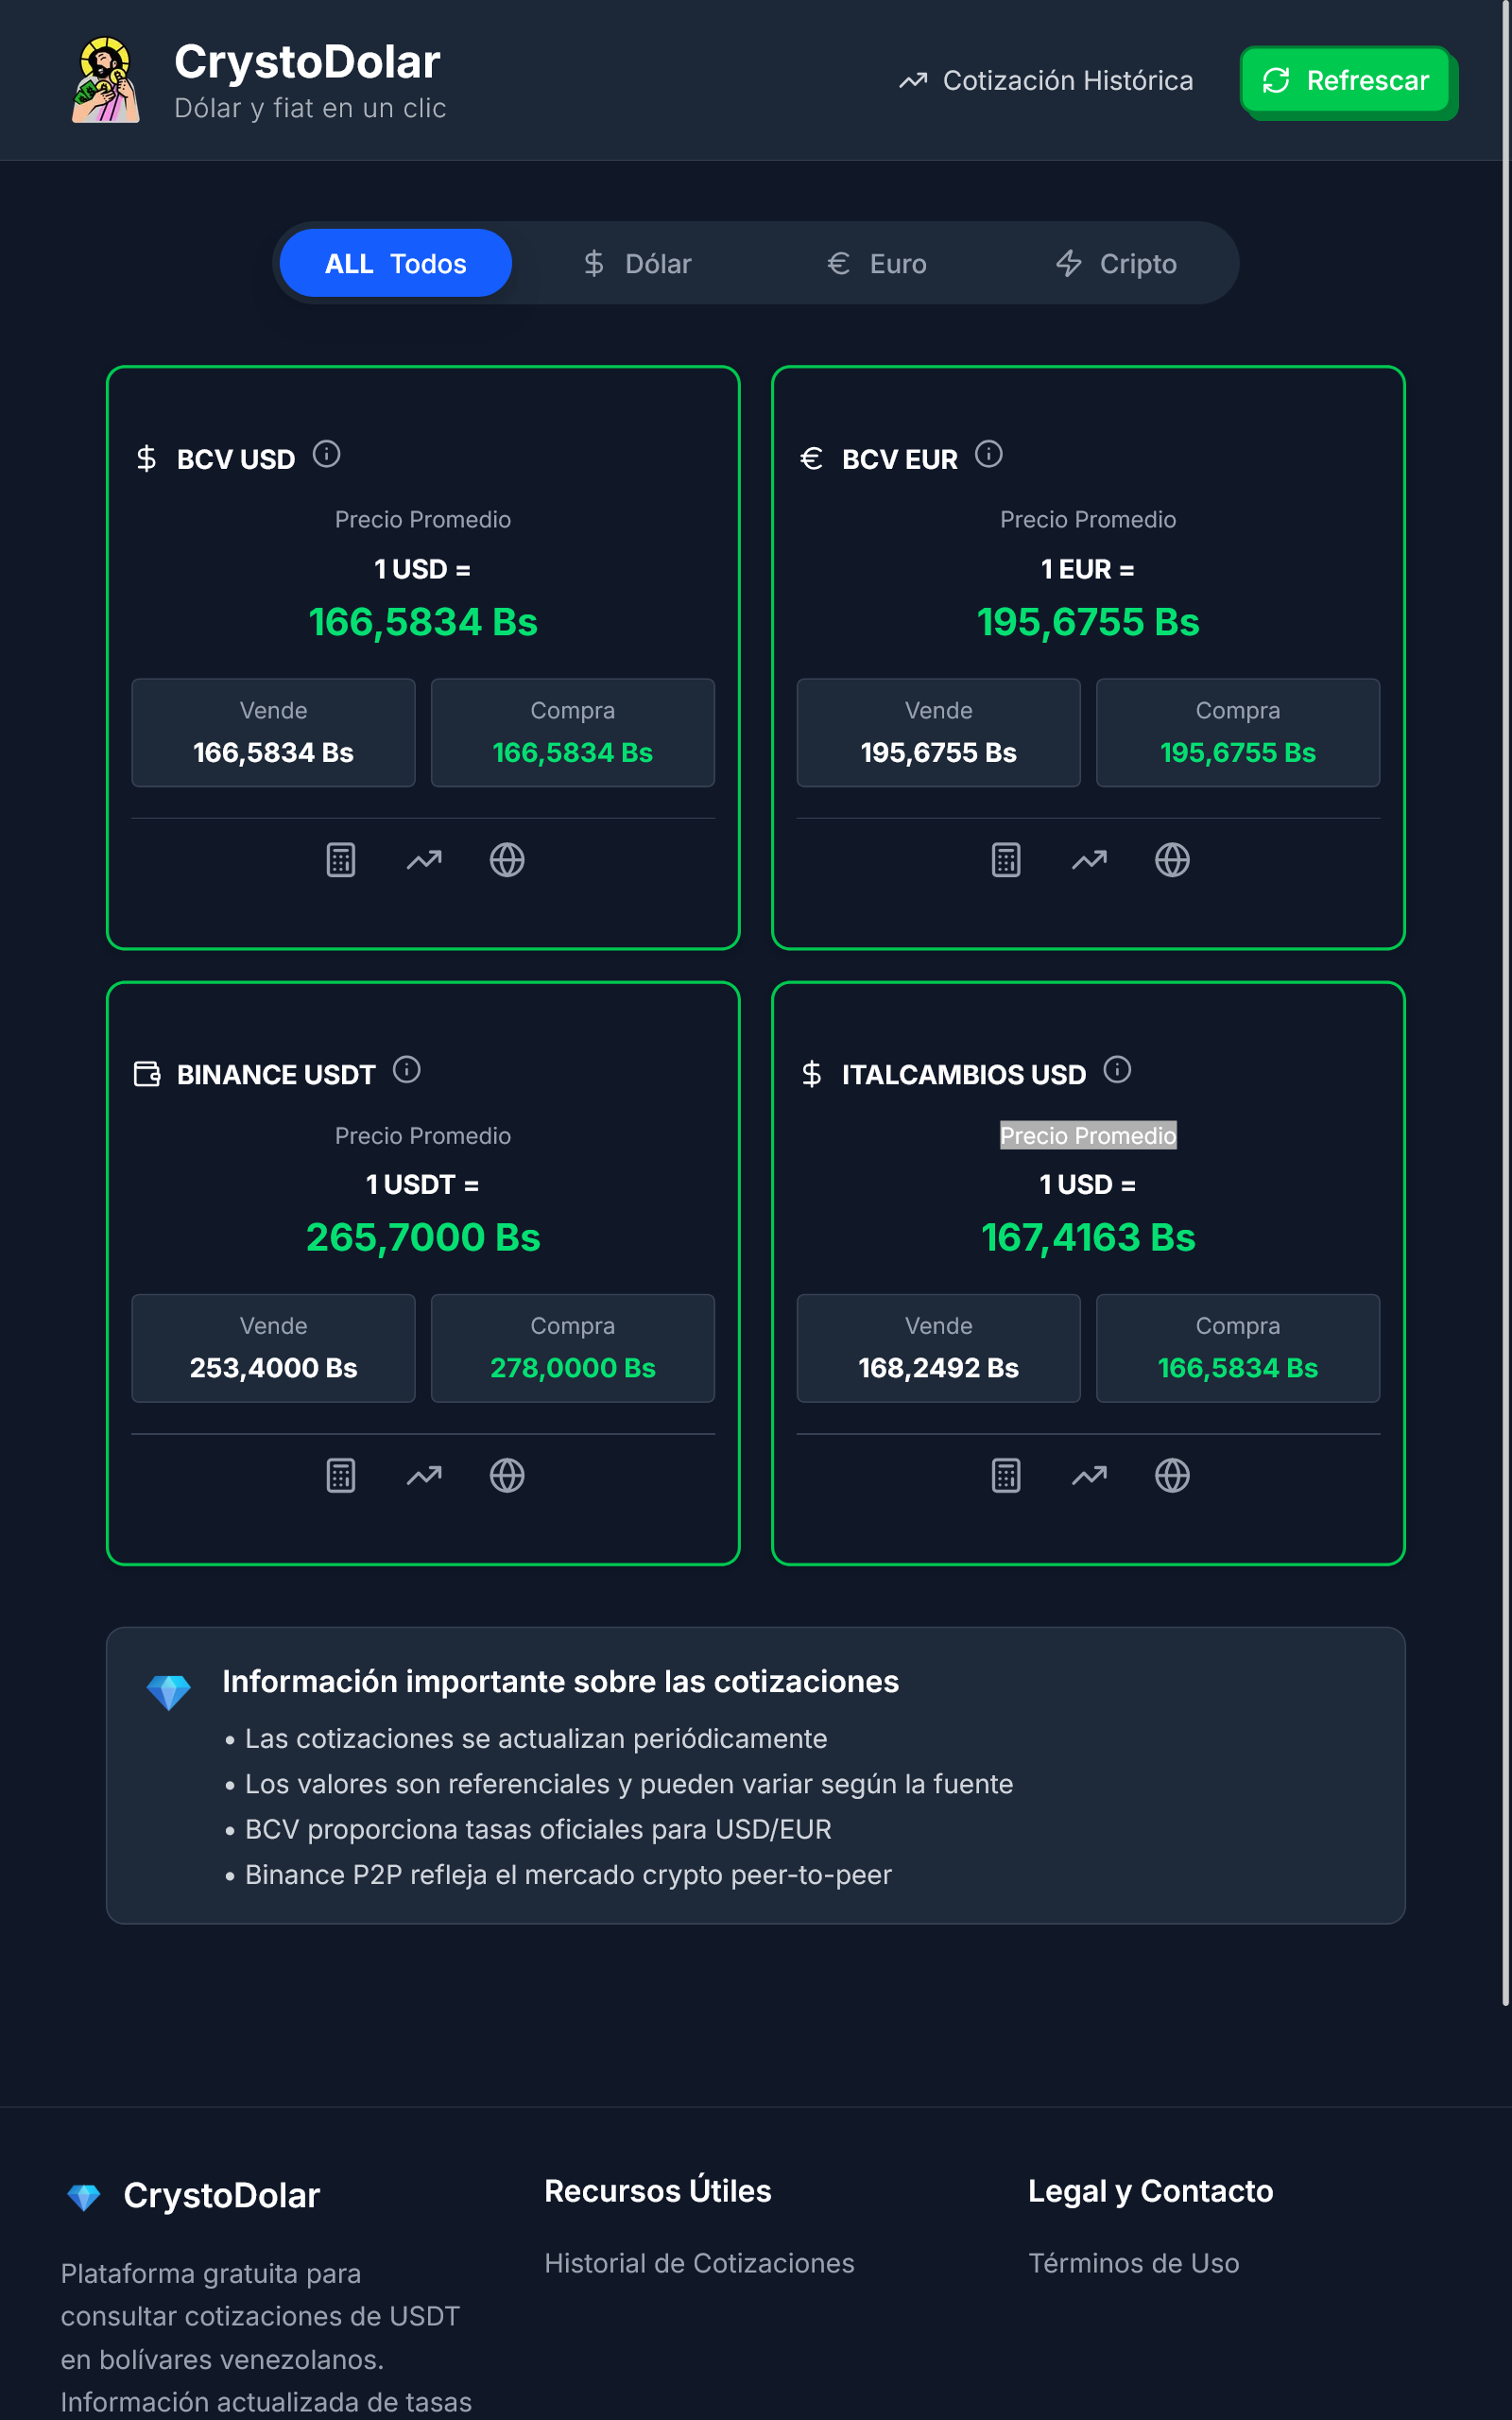 CrystoDolar
Dólar y fiat en un clic
Cotización Histórica
Refrescar
ALL Todos
$ Dólar
€ Euro
Cripto
$ BCV USD
Precio Promedio
1 USD =
166,5834 Bs
Vende
166,5834 Bs
Compra
166,5834 Bs
€ BCV EUR
Precio Promedio
1 EUR =
195,6755 Bs
Vende
195,6755 Bs
Compra
195,6755 Bs
BINANCE USDT
Precio Promedio
1 USDT =
265,7000 Bs
Vende
253,4000 Bs
Compra
278,0000 Bs
$ ITALCAMBIOS USD
Precio Promedio
1 USD =
167,4163 Bs
Vende
168,2492 Bs
Compra
166,5834 Bs
Información importante sobre las cotizaciones
• Las cotizaciones se actualizan periódicamente
• Los valores son referenciales y pueden variar según la fuente
• BCV proporciona tasas oficiales para USD/EUR
• Binance P2P refleja el mercado crypto peer-to-peer
CrystoDolar
Plataforma gratuita para
consultar cotizaciones de USDT
en bolívares venezolanos.
Información actualizada de tasas
Recursos Útiles
Historial de Cotizaciones
Legal y Contacto
Términos de Uso